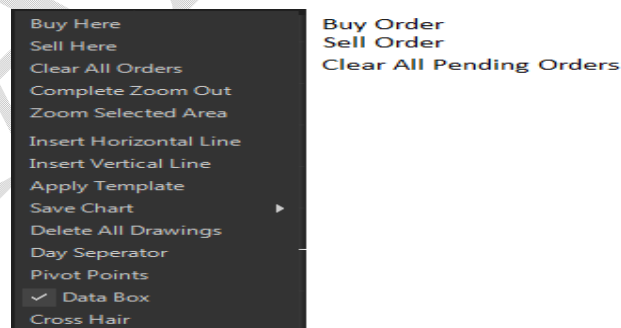 Buy Here
Sell Here
Clear All Orders
Complete Zoom Out
Zoom Selected Area
Insert Horizontal Line
Insert Vertical Line
Apply Template
Save Chart
Delete All Drawings
Day Seperator
Pivot Points
Data Box
Cross Hair
Buy Order
Sell Order
Clear All Pending Orders